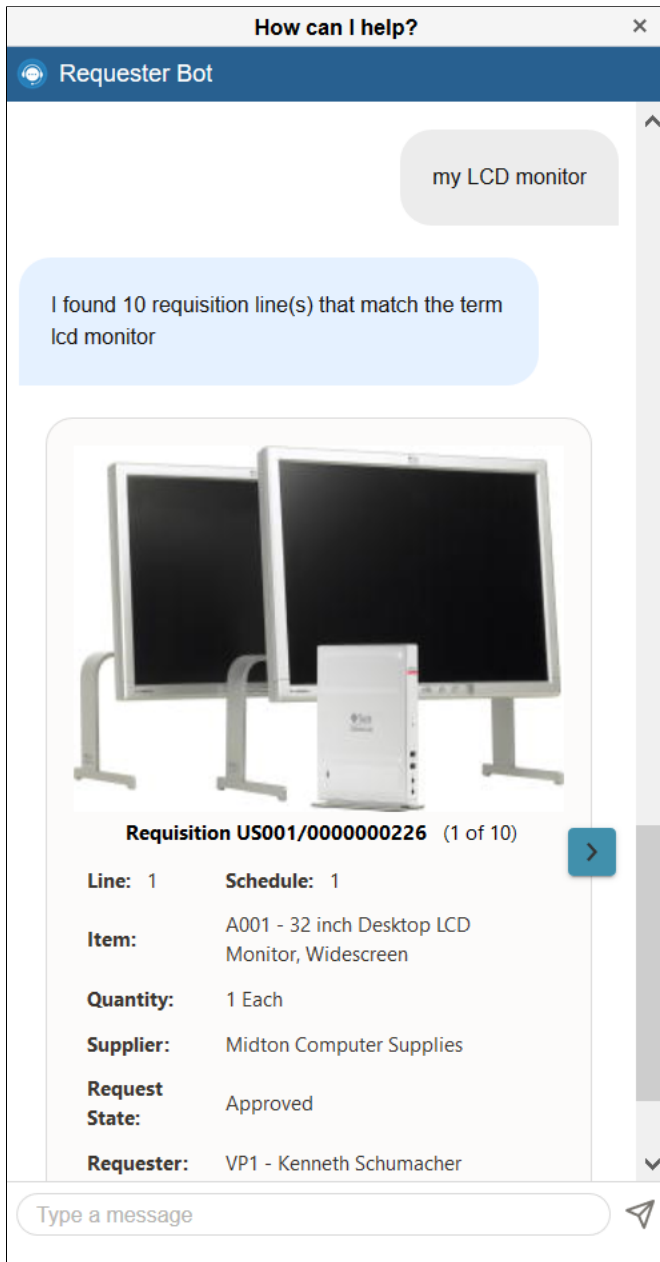 How can I help?
Requester Bot
my LCD monitor
I found 10 requisition line(s) that match the term
lcd monitor
Sun
Requisition US001/0000000226 (1 of 10)
Line: 1 Schedule: 1
Item: A001 - 32 inch Desktop LCD
Monitor, Widescreen
Quantity: 1 Each
Supplier: Midton Computer Supplies
Request
State: Approved
Requester: VP1 - Kenneth Schumacher
Type a message